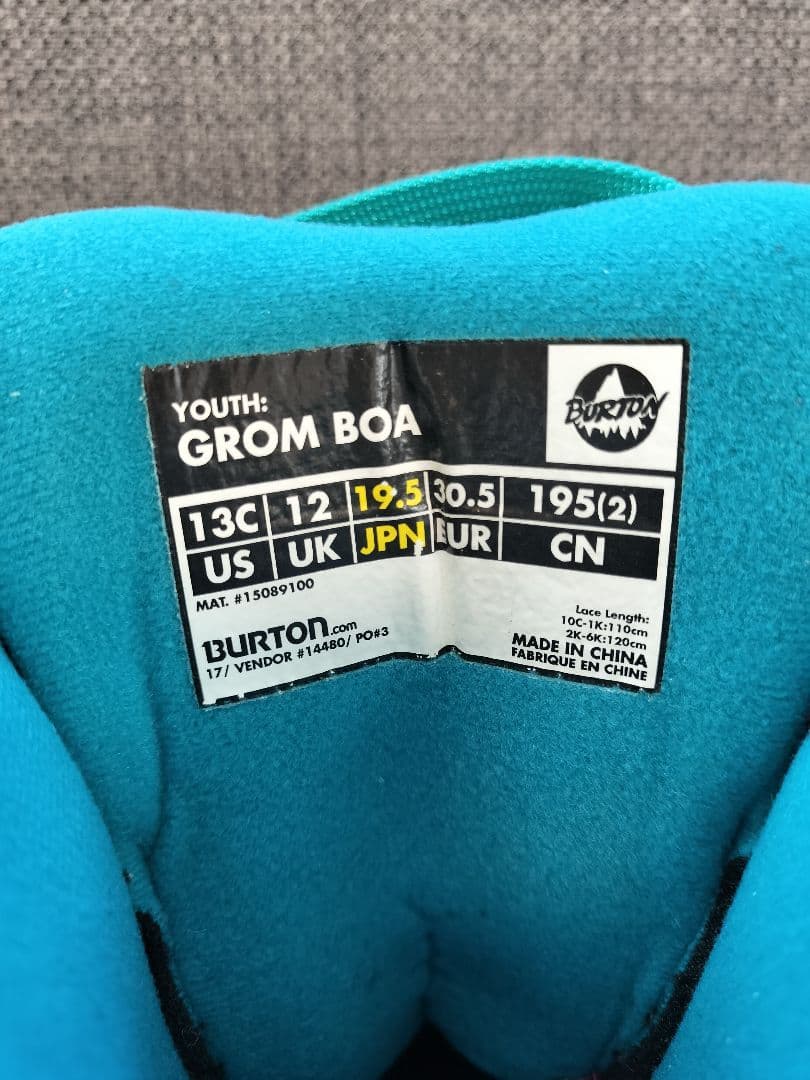 YOUTH:
GROM BOA
BURTON
13C 12 19.5 30.5 195(2)
US UK JPN EUR CN
MAT. #15089100
BURTON.com
17/ VENDOR #14480/ PO#3
Lace Length:
10C-1K:110cm
2K-6K:120cm
MADE IN CHINA
FABRIQUE EN CHINE